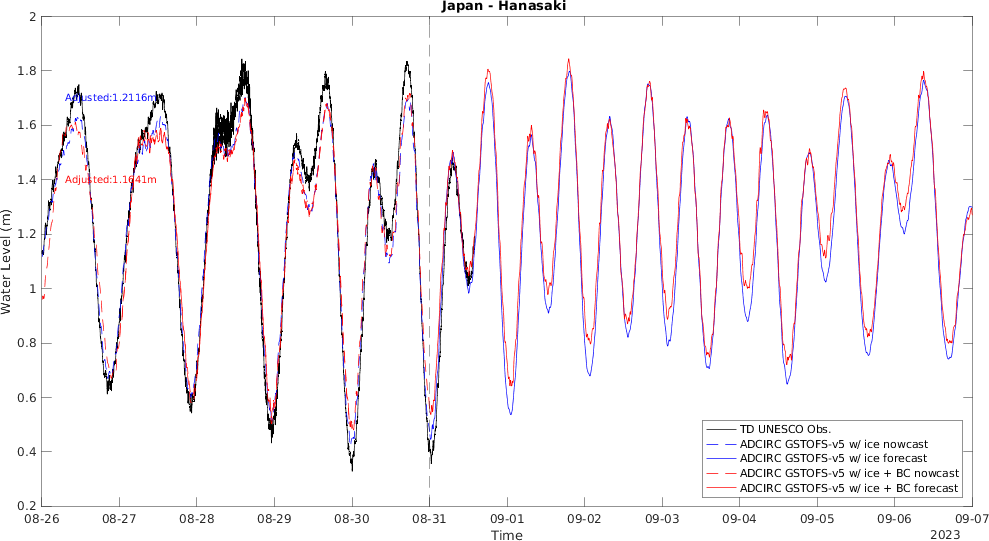 Japan - Hanasaki
2
1.8
1.6
1.4
1.2
1
0.8
0.6
0.4
0.2
Water Level (m)
Adjusted:1.2116m
Adjusted:1.1641m
TD UNESCO Obs.
ADCIRC GSTOFS-v5 w/ ice nowcast
ADCIRC GSTOFS-v5 w/ ice forecast
ADCIRC GSTOFS-v5 w/ ice + BC nowcast
ADCIRC GSTOFS-v5 w/ ice + BC forecast
08-26 08-27 08-28 08-29 08-30 08-31 09-01 09-02 09-03 09-04 09-05 09-06 09-07
Time
2023